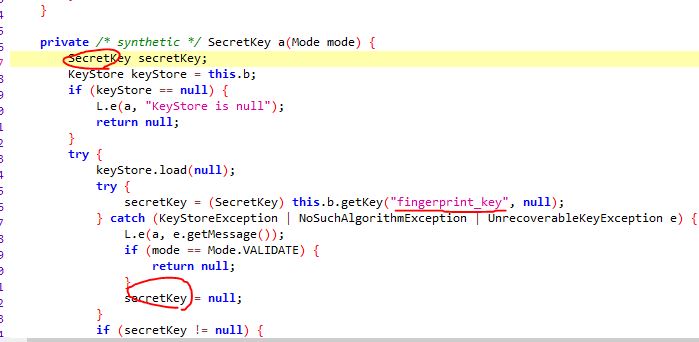 }
private /* synthetic */ SecretKey a(Mode mode) {
SecretKey secretKey;
KeyStore keyStore = this.b;
if (keyStore == null) {
L.e(a, "KeyStore is null");
return null;
}
try {
keyStore.load(null);
try {
secretKey = (SecretKey) this.b.getKey("fingerprint_key", null);
} catch (KeyStoreException | NoSuchAlgorithmException | UnrecoverableKeyException e) {
L.e(a, e.getMessage());
if (mode == Mode.VALIDATE) {
return null;
}
secretKey = null;
}
if (secretKey != null) {